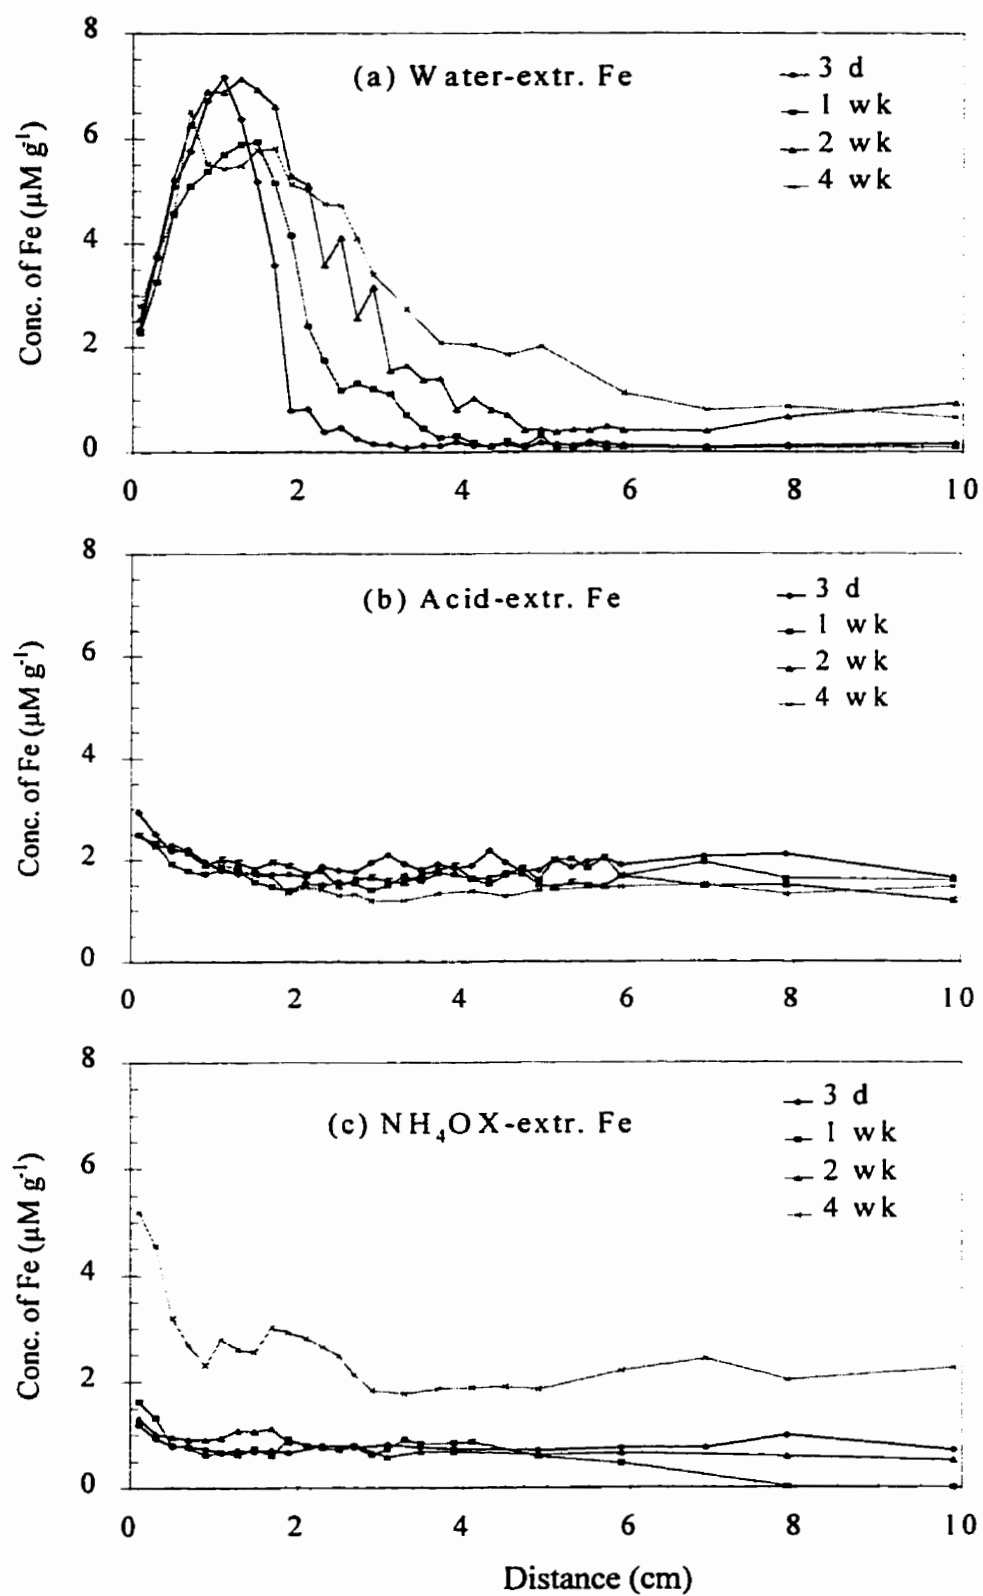 (a) Water-extr. Fe
3 d
1 wk
2 wk
4 wk
Conc. of Fe (μM g⁻¹)
8
6
4
2
0
0 2 4 6 8 10
(b) Acid-extr. Fe
3 d
1 wk
2 wk
4 wk
Conc. of Fe (μM g⁻¹)
8
6
4
2
0
0 2 4 6 8 10
(c) NH₄OX-extr. Fe
3 d
1 wk
2 wk
4 wk
Conc. of Fe (μM g⁻¹)
8
6
4
2
0
0 2 4 6 8 10
Distance (cm)